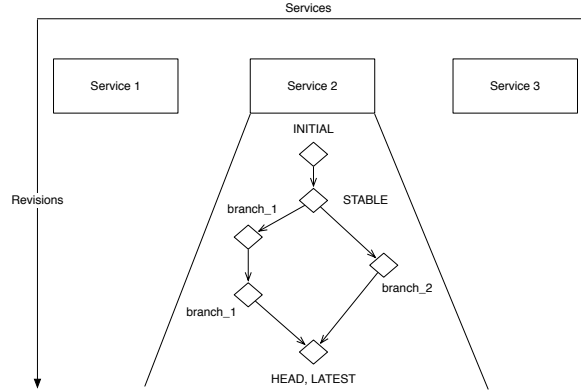 Services
Service 1
Service 2
Service 3
INITIAL
Revisions
STABLE
branch_1
branch_2
branch_1
HEAD, LATEST